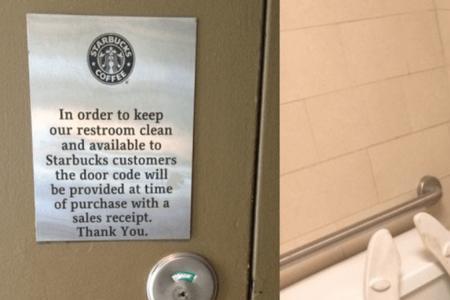 STARBUCKS
COFFEE
In order to keep
our restroom clean
and available to
Starbucks customers
the door code will
be provided at time
of purchase with a
sales receipt.
Thank You.